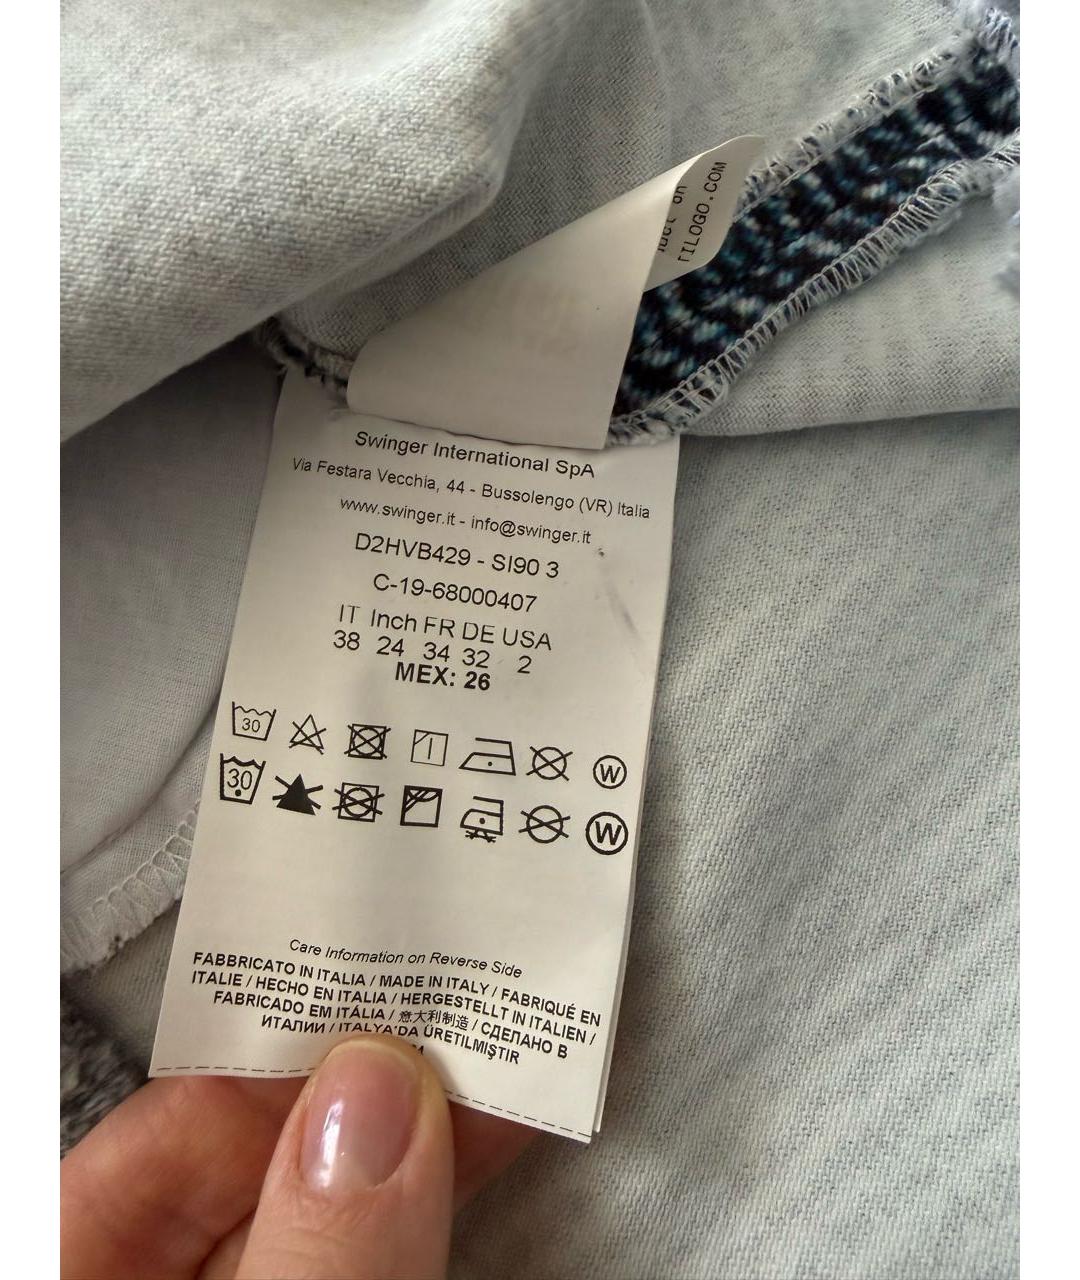 TILOGO.COM
Swinger International SpA
Via Festara Vecchia, 44 - Bussolengo (VR) Italia
www.swinger.it - info@swinger.it
D2HVB429 - SI90 3
C-19-68000407
IT Inch FR DE USA
38 24 34 32 2
MEX: 26
30
W
30
W
Care Information on Reverse Side
FABBRICATO IN ITALIA / MADE IN ITALY / FABRIQUÉ EN
ITALIE / HECHO EN ITALIA / HERGESTELLT IN ITALIEN /
FABRICADO EM ITÁLIA / 意大利制造 / СДЕЛАНО В
ИТАЛИИ / ITALYA'DA ÜRETILMIŞTIR